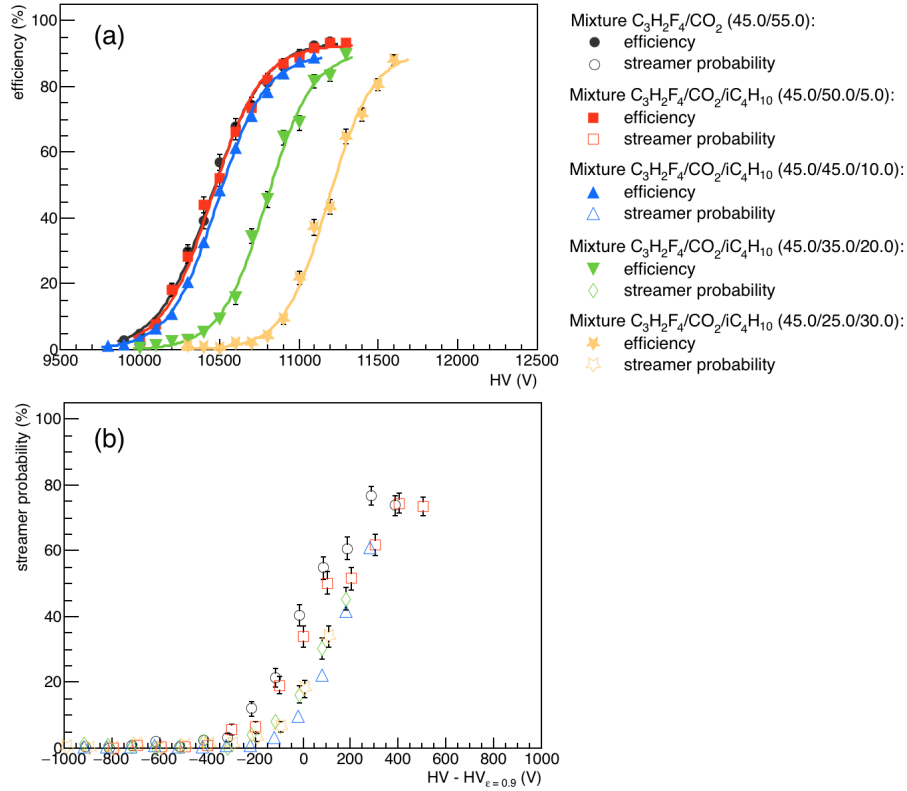 efficiency (%)
100
80
60
40
20
0
(a)
9500 10000 10500 11000 11500 12000 12500
HV (V)
Mixture C₃H₂F₄/CO₂ (45.0/55.0):
efficiency
streamer probability
Mixture C₃H₂F₄/CO₂/iC₄H₁₀ (45.0/50.0/5.0):
efficiency
streamer probability
Mixture C₃H₂F₄/CO₂/iC₄H₁₀ (45.0/45.0/10.0):
efficiency
streamer probability
Mixture C₃H₂F₄/CO₂/iC₄H₁₀ (45.0/35.0/20.0):
efficiency
streamer probability
Mixture C₃H₂F₄/CO₂/iC₄H₁₀ (45.0/25.0/30.0):
efficiency
streamer probability
streamer probability (%)
100
80
60
40
20
0
(b)
−1000 −800 −600 −400 −200 0 200 400 600 800 1000
HV - HVε = 0.9 (V)